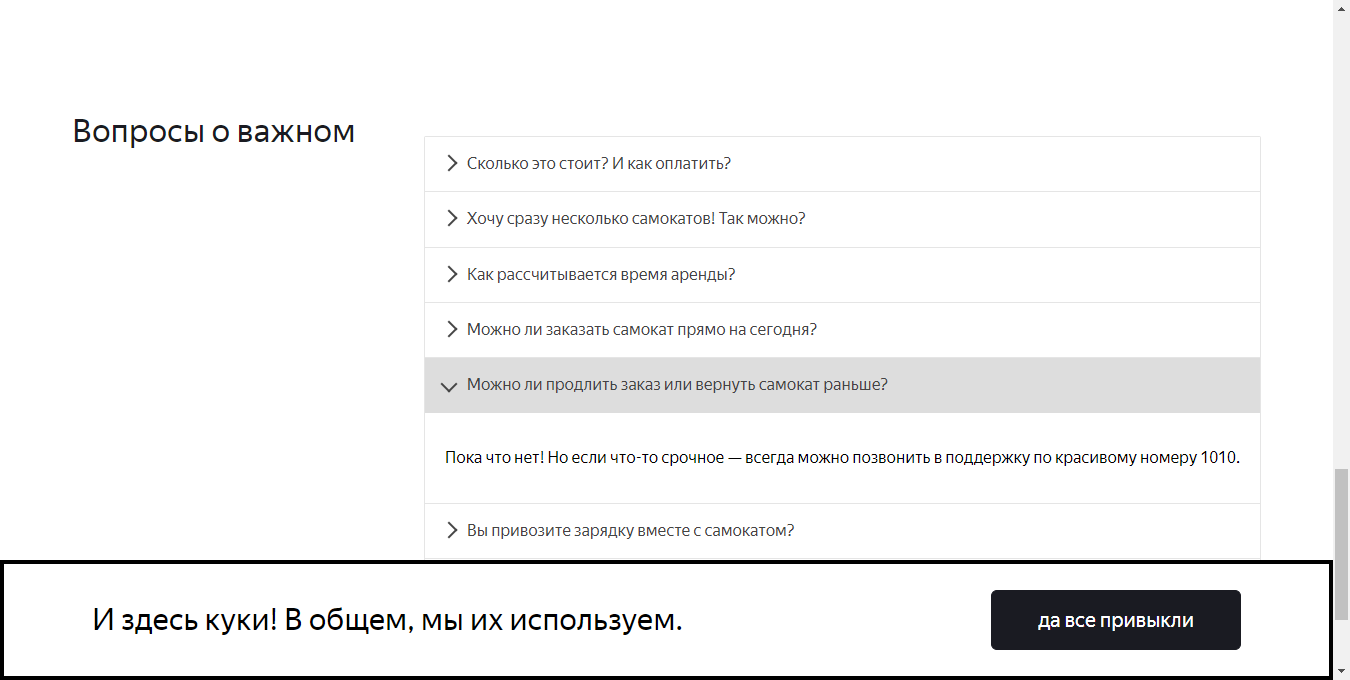 Вопросы о важном
Сколько это стоит? И как оплатить?
Хочу сразу несколько самокатов! Так можно?
Как рассчитывается время аренды?
Можно ли заказать самокат прямо на сегодня?
Можно ли продлить заказ или вернуть самокат раньше?
Пока что нет! Но если что-то срочное — всегда можно позвонить в поддержку по красивому номеру 1010.
Вы привозите зарядку вместе с самокатом?
И здесь куки! В общем, мы их используем.
да все привыкли